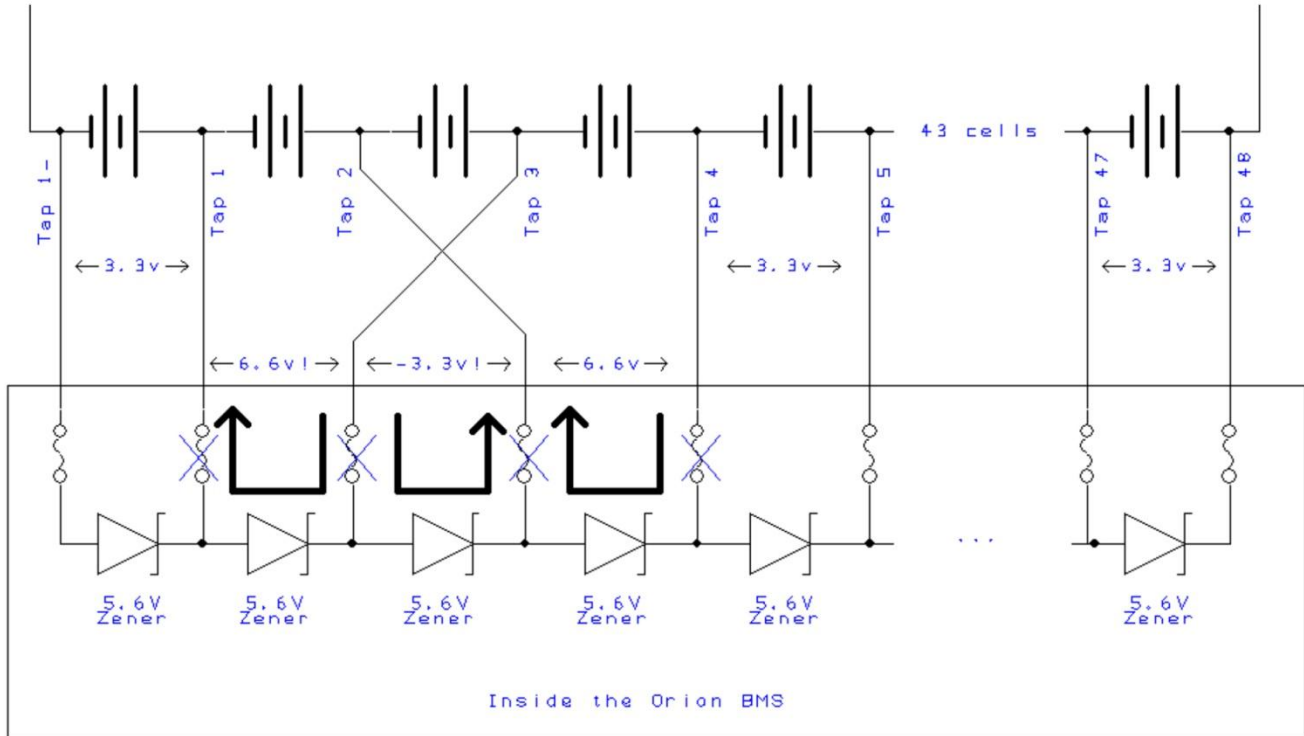 43 cells
Tap 1-
Tap 1
Tap 2
Tap 3
Tap 4
Tap 5
Tap 47
Tap 48
3.3v
3.3v
3.3v
6.6v!
-3.3v!
6.6v
...
5.6V
Zener
5.6V
Zener
5.6V
Zener
5.6V
Zener
5.6V
Zener
5.6V
Zener
Inside the Orion BMS